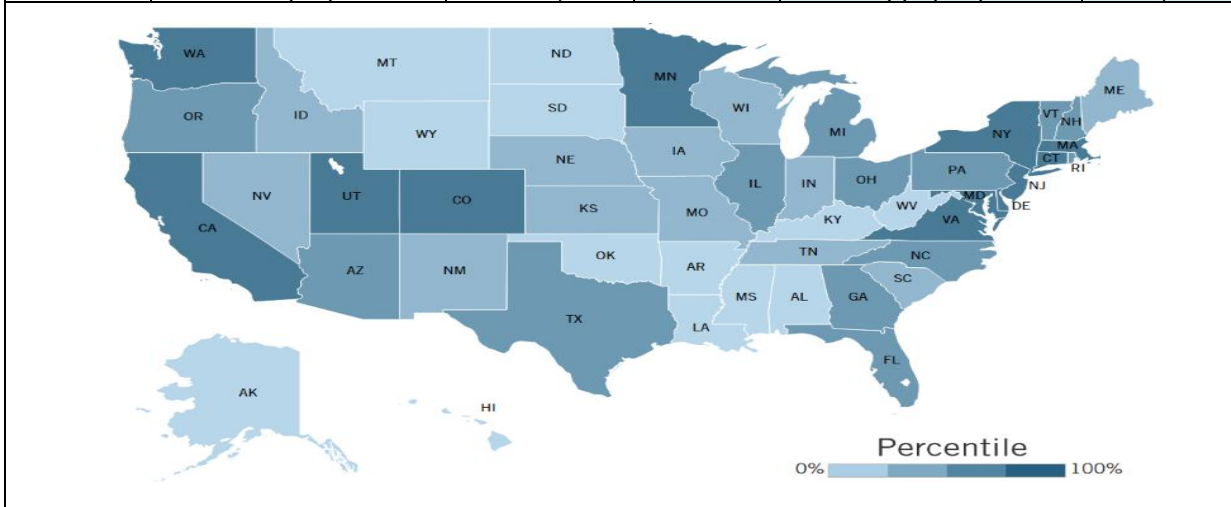 WA
MT
ND
MN
ME
OR
ID
SD
WI
VT
NH
WY
MI
NY
MA
CT
RI
NE
IA
PA
NJ
NV
UT
CO
IL
IN
OH
MD
DE
CA
KS
MO
KY
WV
VA
AZ
NM
OK
AR
TN
NC
SC
TX
LA
MS
AL
GA
FL
AK
HI
Percentile
0% 100%